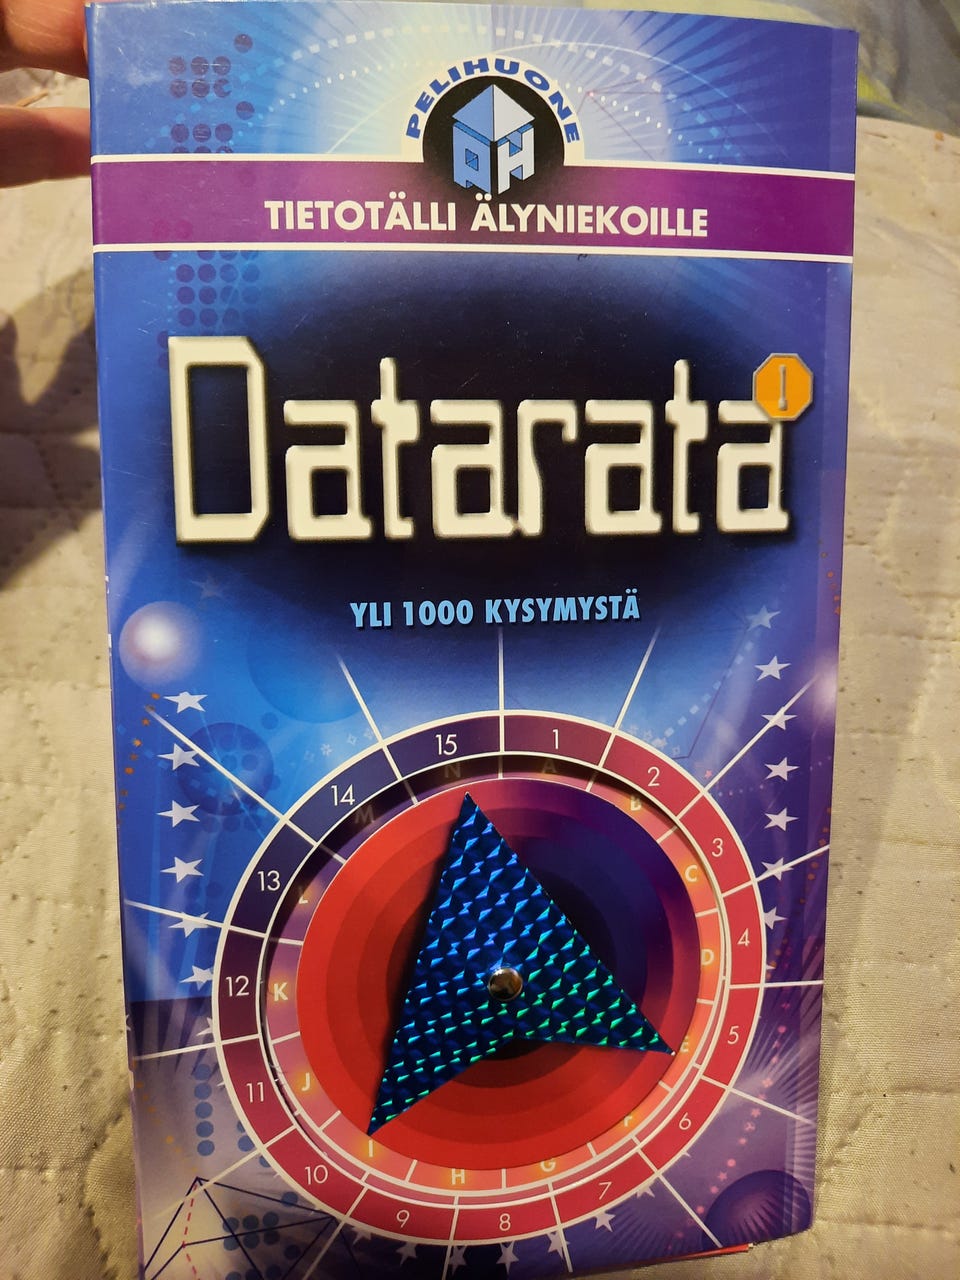 PELIHUONE
PH
TIETOTÄLLI ÄLYNIEKOILLE
Datarata
1
YLI 1000 KYSYMYSTÄ
1
2
3
4
5
6
7
8
9
10
11
12
13
14
15
A
B
C
D
E
F
G
H
I
J
K
L
M
N